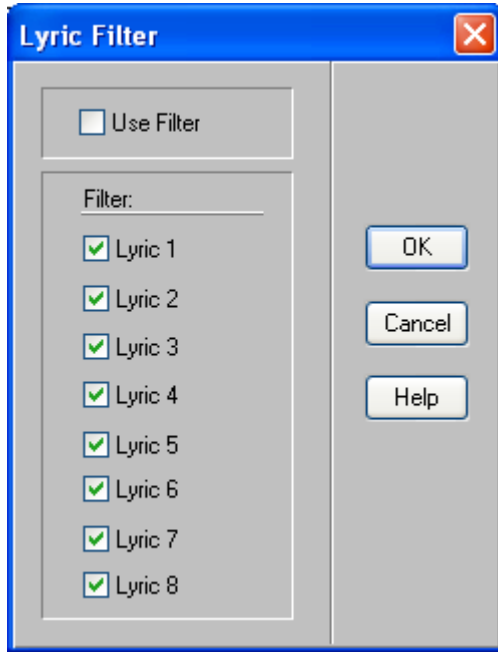 Lyric Filter
Use Filter
Filter:
Lyric 1
Lyric 2
Lyric 3
Lyric 4
Lyric 5
Lyric 6
Lyric 7
Lyric 8
OK
Cancel
Help